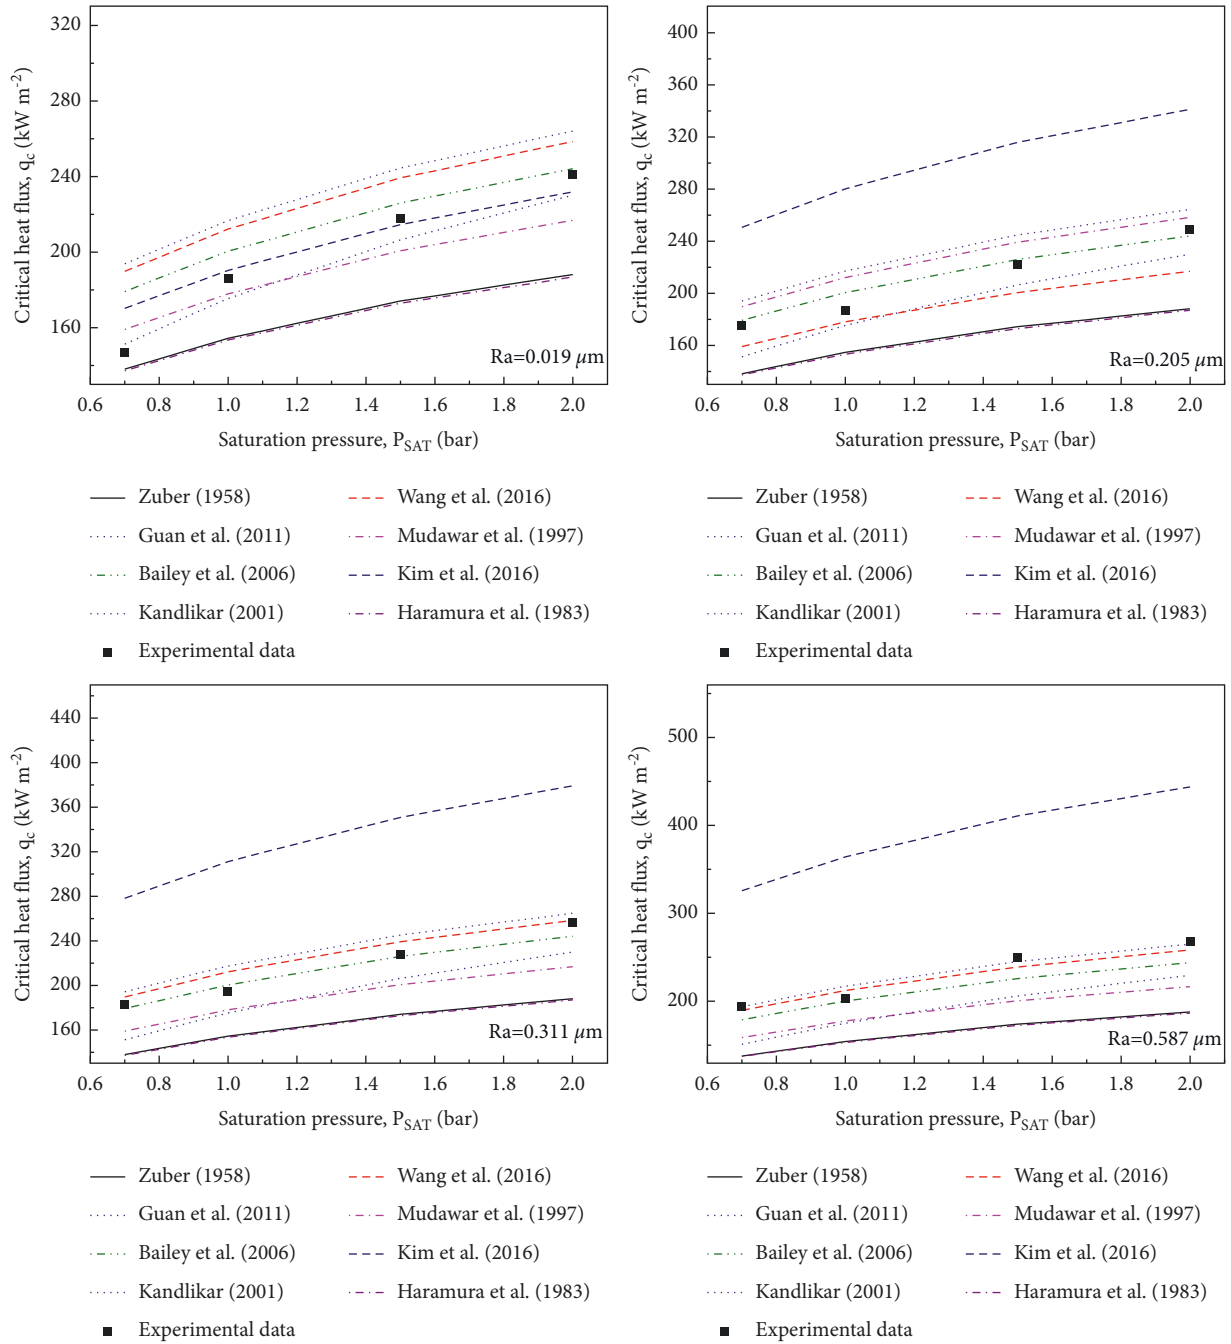 320
280
240
200
160
Critical heat flux, q_c (kW m^-2)
Ra=0.019 μm
0.6 0.8 1.0 1.2 1.4 1.6 1.8 2.0
Saturation pressure, P_SAT (bar)
Zuber (1958)
Wang et al. (2016)
Guan et al. (2011)
Mudawar et al. (1997)
Bailey et al. (2006)
Kim et al. (2016)
Kandlikar (2001)
Haramura et al. (1983)
Experimental data
400
360
320
280
240
200
160
Critical heat flux, q_c (kW m^-2)
Ra=0.205 μm
0.6 0.8 1.0 1.2 1.4 1.6 1.8 2.0
Saturation pressure, P_SAT (bar)
Zuber (1958)
Wang et al. (2016)
Guan et al. (2011)
Mudawar et al. (1997)
Bailey et al. (2006)
Kim et al. (2016)
Kandlikar (2001)
Haramura et al. (1983)
Experimental data
440
400
360
320
280
240
200
160
Critical heat flux, q_c (kW m^-2)
Ra=0.311 μm
0.6 0.8 1.0 1.2 1.4 1.6 1.8 2.0
Saturation pressure, P_SAT (bar)
Zuber (1958)
Wang et al. (2016)
Guan et al. (2011)
Mudawar et al. (1997)
Bailey et al. (2006)
Kim et al. (2016)
Kandlikar (2001)
Haramura et al. (1983)
Experimental data
500
400
300
200
Critical heat flux, q_c (kW m^-2)
Ra=0.587 μm
0.6 0.8 1.0 1.2 1.4 1.6 1.8 2.0
Saturation pressure, P_SAT (bar)
Zuber (1958)
Wang et al. (2016)
Guan et al. (2011)
Mudawar et al. (1997)
Bailey et al. (2006)
Kim et al. (2016)
Kandlikar (2001)
Haramura et al. (1983)
Experimental data